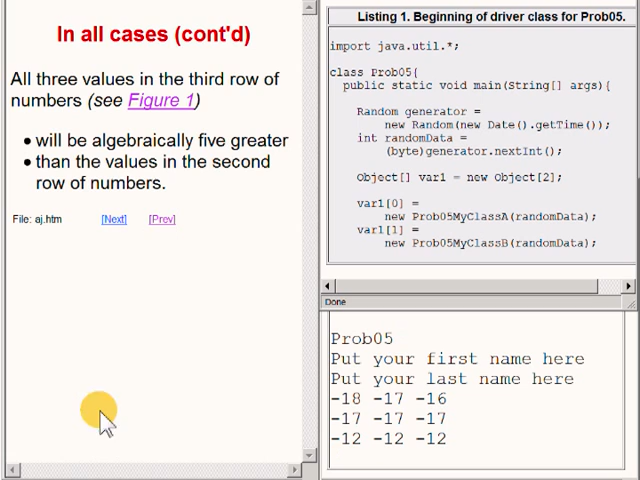 In all cases (cont'd)
All three values in the third row of
numbers (see Figure 1)
• will be algebraically five greater
• than the values in the second
row of numbers.
File: aj.htm [Next] [Prev]
Listing 1. Beginning of driver class for Prob05.
import java.util.*;
class Prob05{
public static void main(String[] args){
Random generator =
new Random(new Date().getTime());
int randomData =
(byte)generator.nextInt();
Object[] var1 = new Object[2];
var1[0] =
new Prob05MyClassA(randomData);
var1[1] =
new Prob05MyClassB(randomData);
Done
Prob05
Put your first name here
Put your last name here
-18 -17 -16
-17 -17 -17
-12 -12 -12